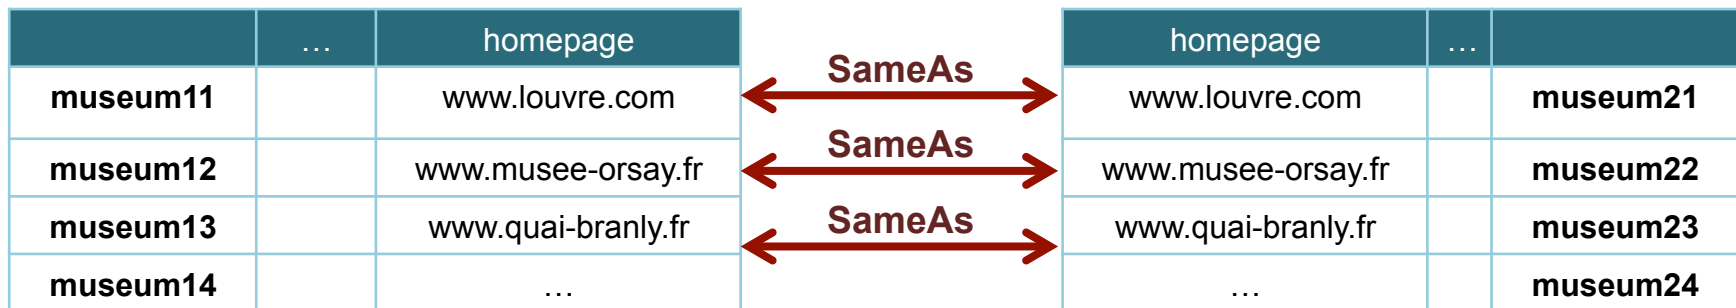 … homepage homepage …
SameAs
museum11 www.louvre.com www.louvre.com museum21
SameAs
museum12 www.musee-orsay.fr www.musee-orsay.fr museum22
SameAs
museum13 www.quai-branly.fr www.quai-branly.fr museum23
museum14 … … museum24